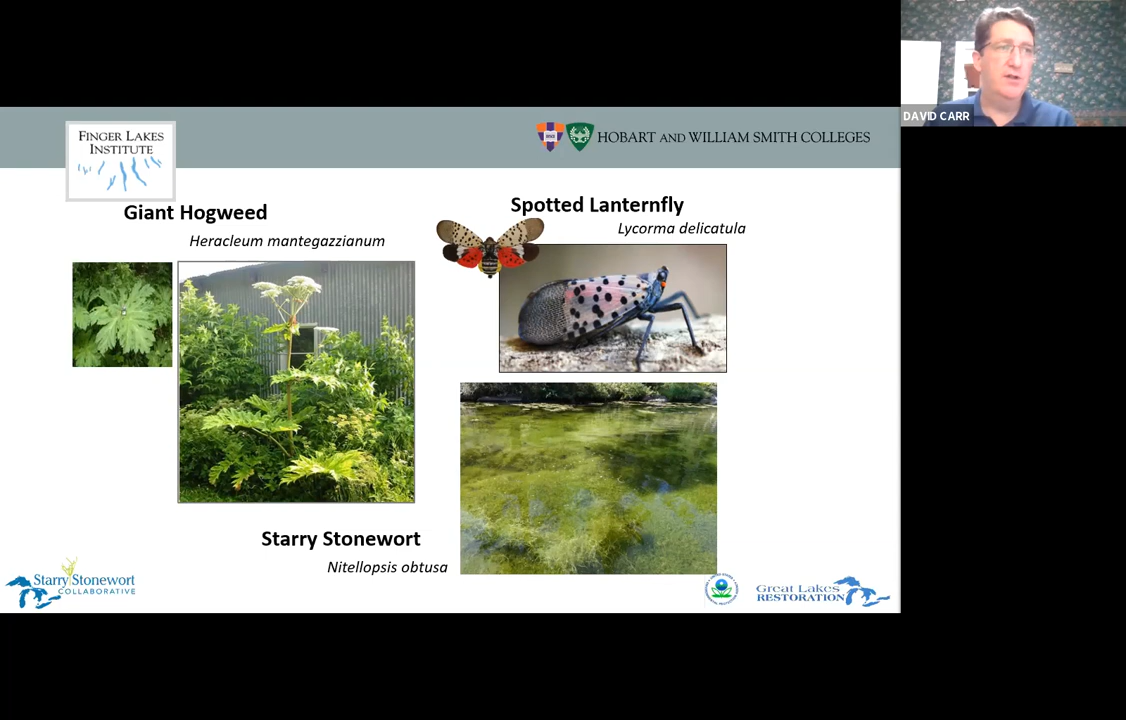 DAVID CARR
FINGER LAKES
INSTITUTE
HOBART AND WILLIAM SMITH COLLEGES
Giant Hogweed
Heracleum mantegazzianum
Spotted Lanternfly
Lycorma delicatula
Starry Stonewort
Nitellopsis obtusa
Starry Stonewort
COLLABORATIVE
Great Lakes
RESTORATION